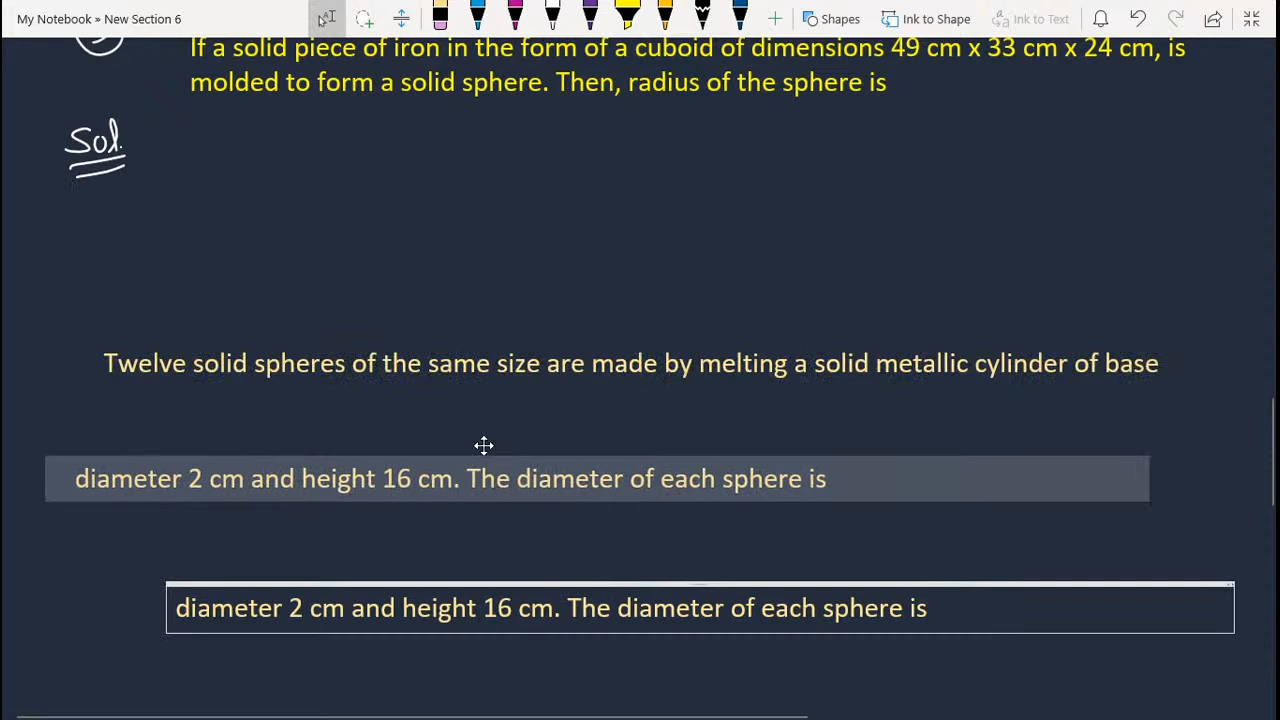 My Notebook » New Section 6
Shapes
Ink to Shape
Ink to Text
If a solid piece of iron in the form of a cuboid of dimensions 49 cm x 33 cm x 24 cm, is
molded to form a solid sphere. Then, radius of the sphere is
Sol.
Twelve solid spheres of the same size are made by melting a solid metallic cylinder of base
diameter 2 cm and height 16 cm. The diameter of each sphere is
diameter 2 cm and height 16 cm. The diameter of each sphere is